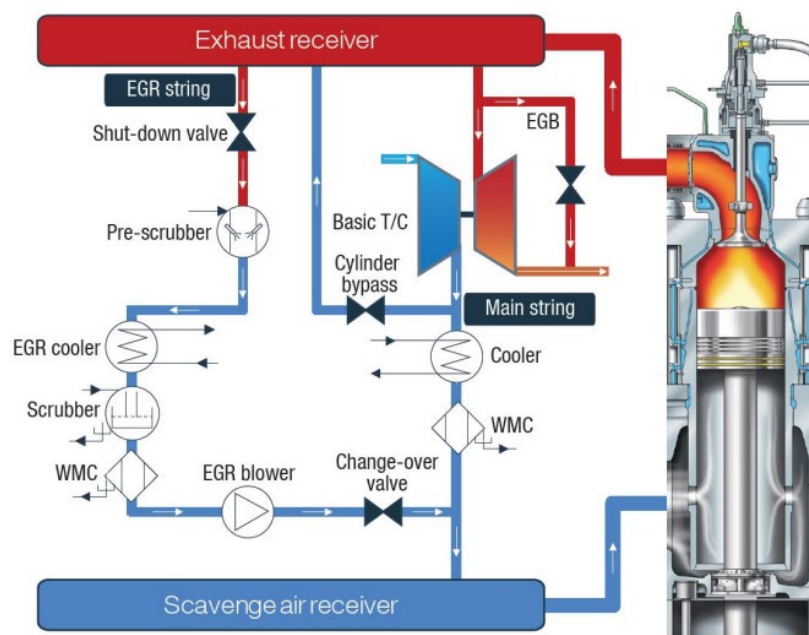 Exhaust receiver
EGR string
Shut-down valve
EGB
Pre-scrubber
Basic T/C
Cylinder
bypass
Main string
EGR cooler
Cooler
Scrubber
WMC
WMC
EGR blower
Change-over
valve
Scavenge air receiver